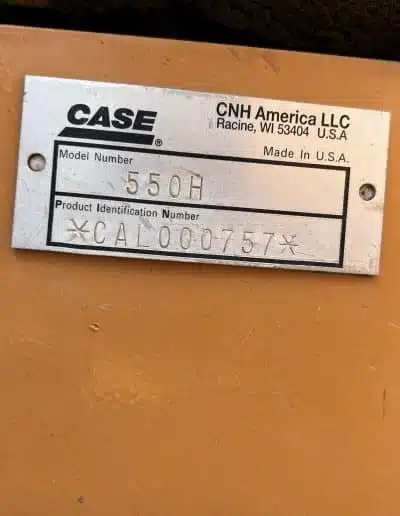 CASE ®
CNH America LLC
Racine, WI 53404 U.S.A
Made in U.S.A.
Model Number
550H
Product Identification Number
*CAL000757*